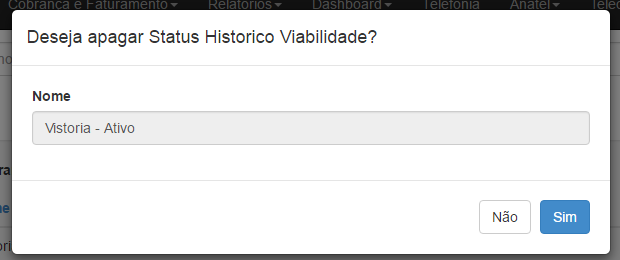 Cobrança e Faturamento Relatórios Dashboard Telefonia Anatel
Deseja apagar Status Historico Viabilidade?
Nome
Vistoria - Ativo
Não Sim